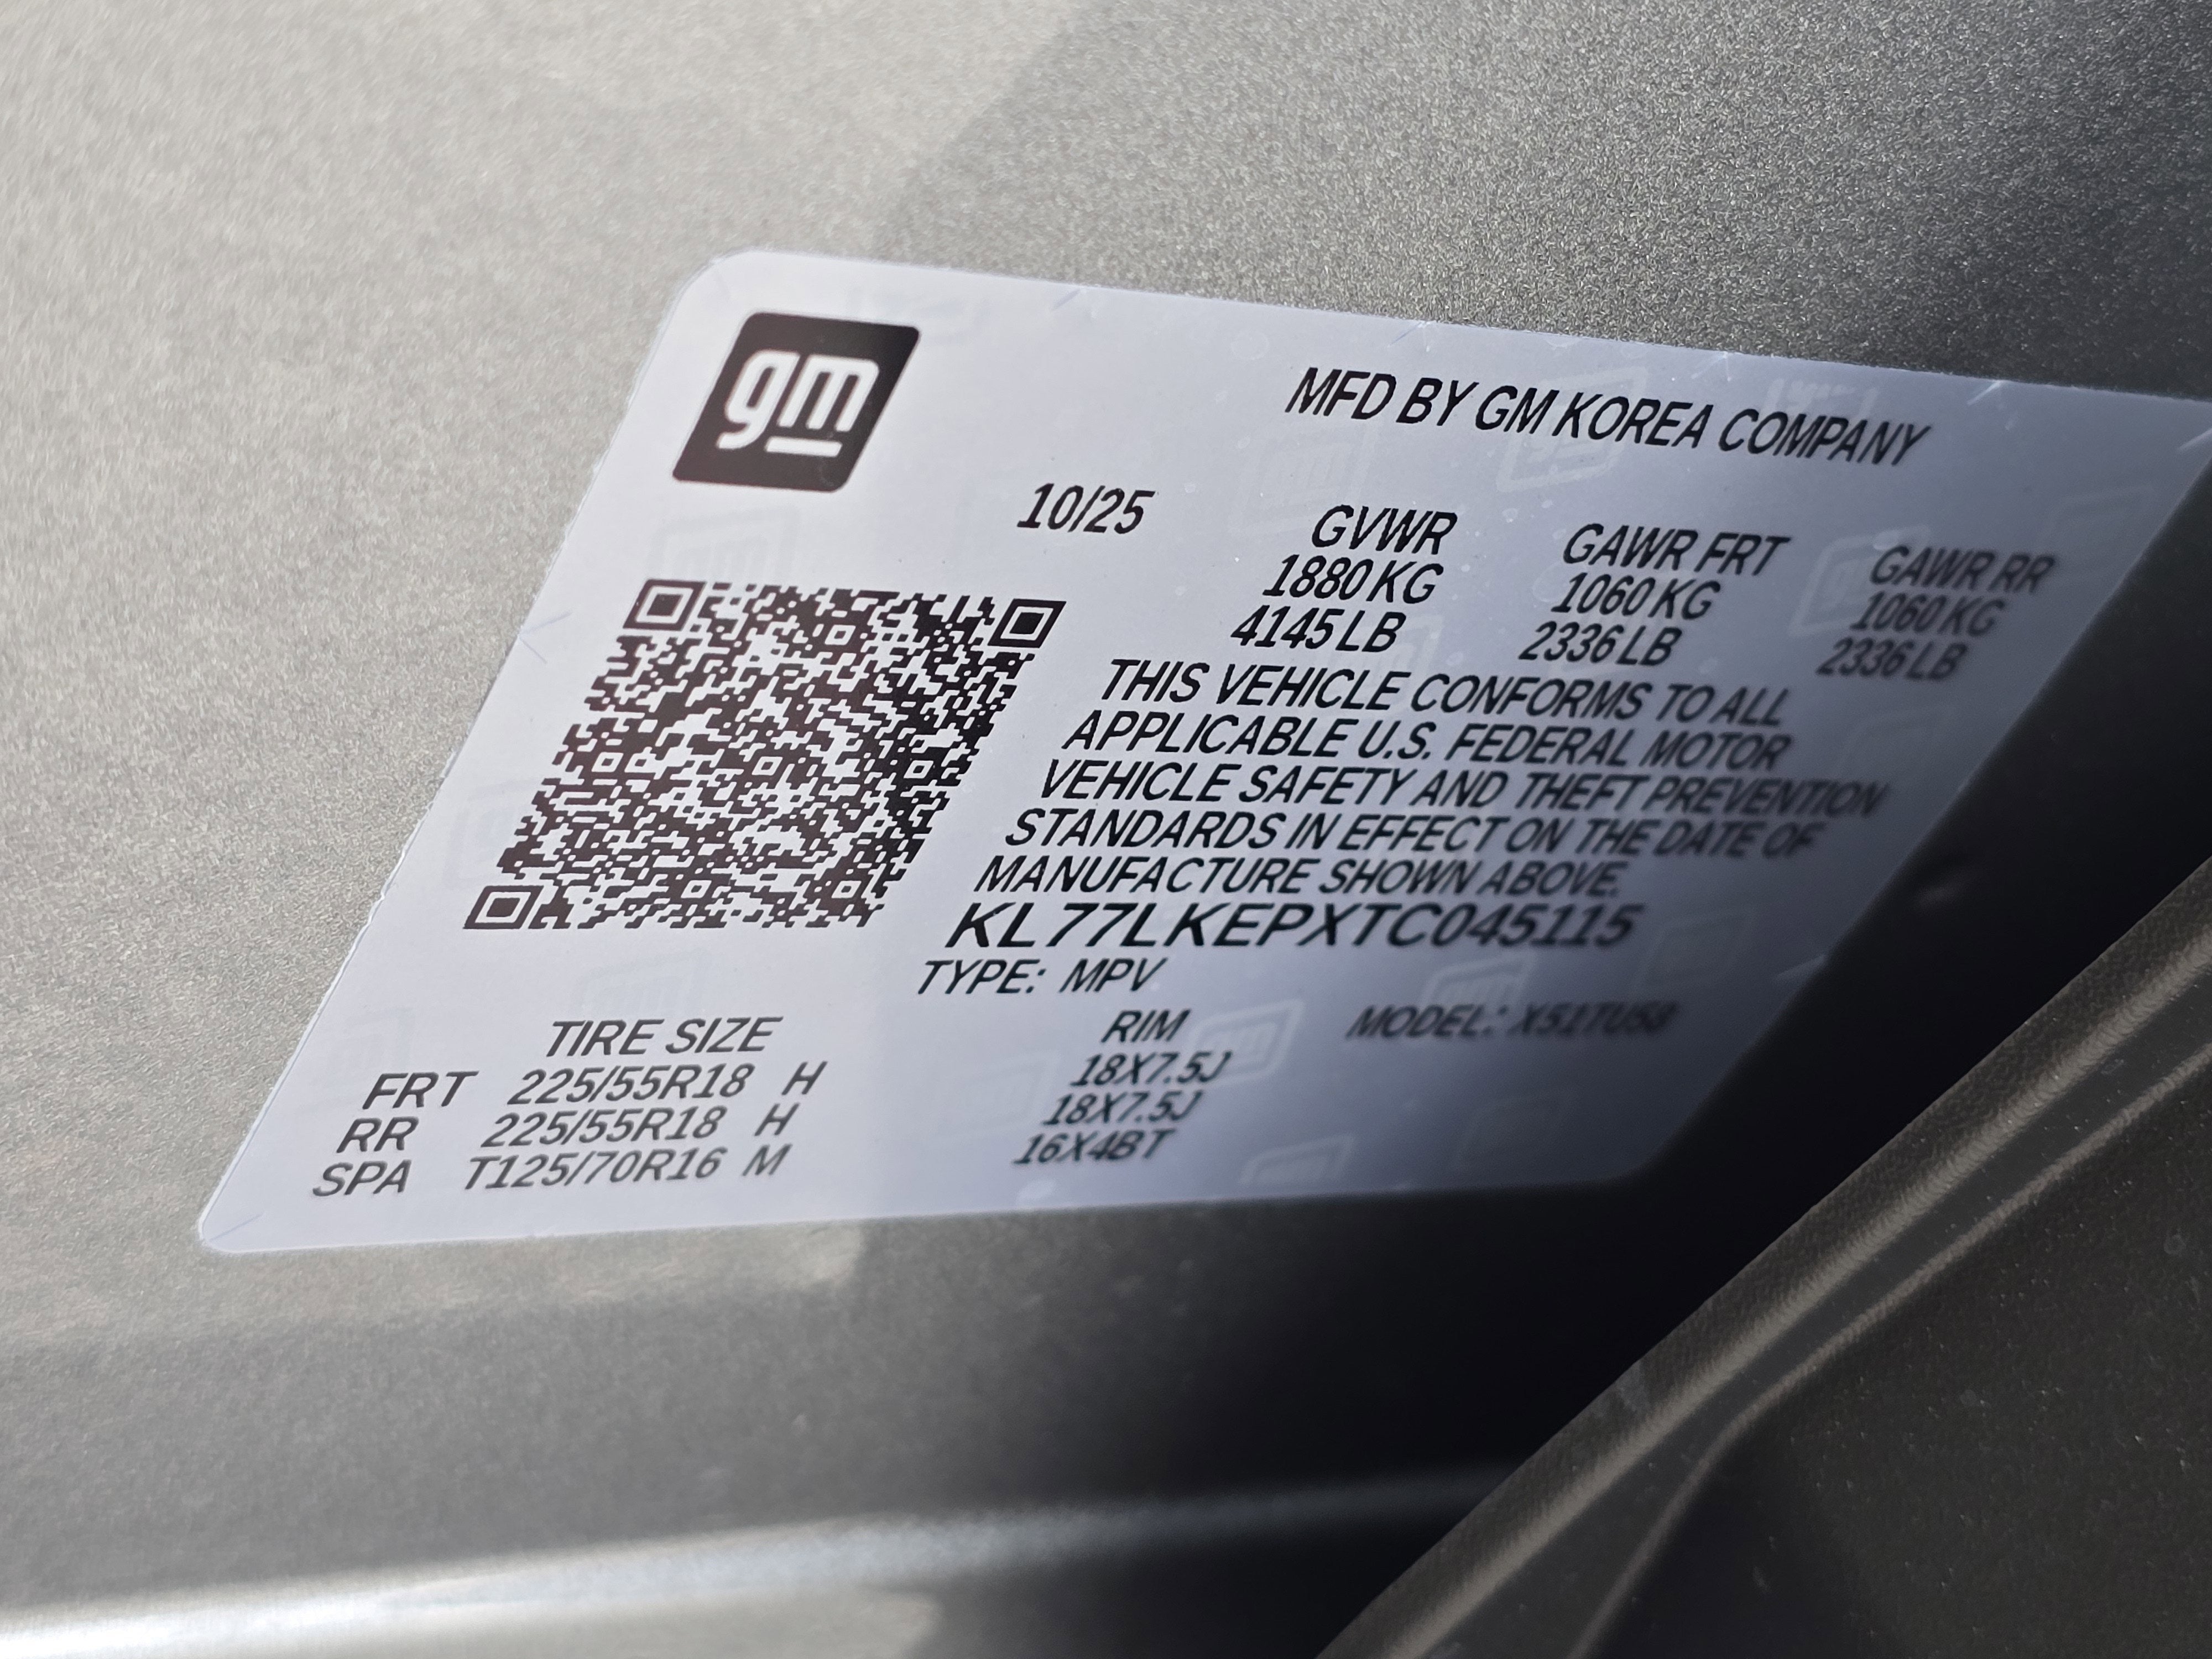 gm
MFD BY GM KOREA COMPANY
10/25 GVWR GAWR FRT GAWR RR
1880 KG 1060 KG 1060 KG
4145 LB 2336 LB 2336 LB
THIS VEHICLE CONFORMS TO ALL
APPLICABLE U.S. FEDERAL MOTOR
VEHICLE SAFETY AND THEFT PREVENTION
STANDARDS IN EFFECT ON THE DATE OF
MANUFACTURE SHOWN ABOVE.
KL77LKEPXTC045115
TYPE: MPV
TIRE SIZE RIM MODEL:
FRT 225/55R18 H 18X7.5J
RR 225/55R18 H 18X7.5J
SPA T125/70R16 M 16X4BT